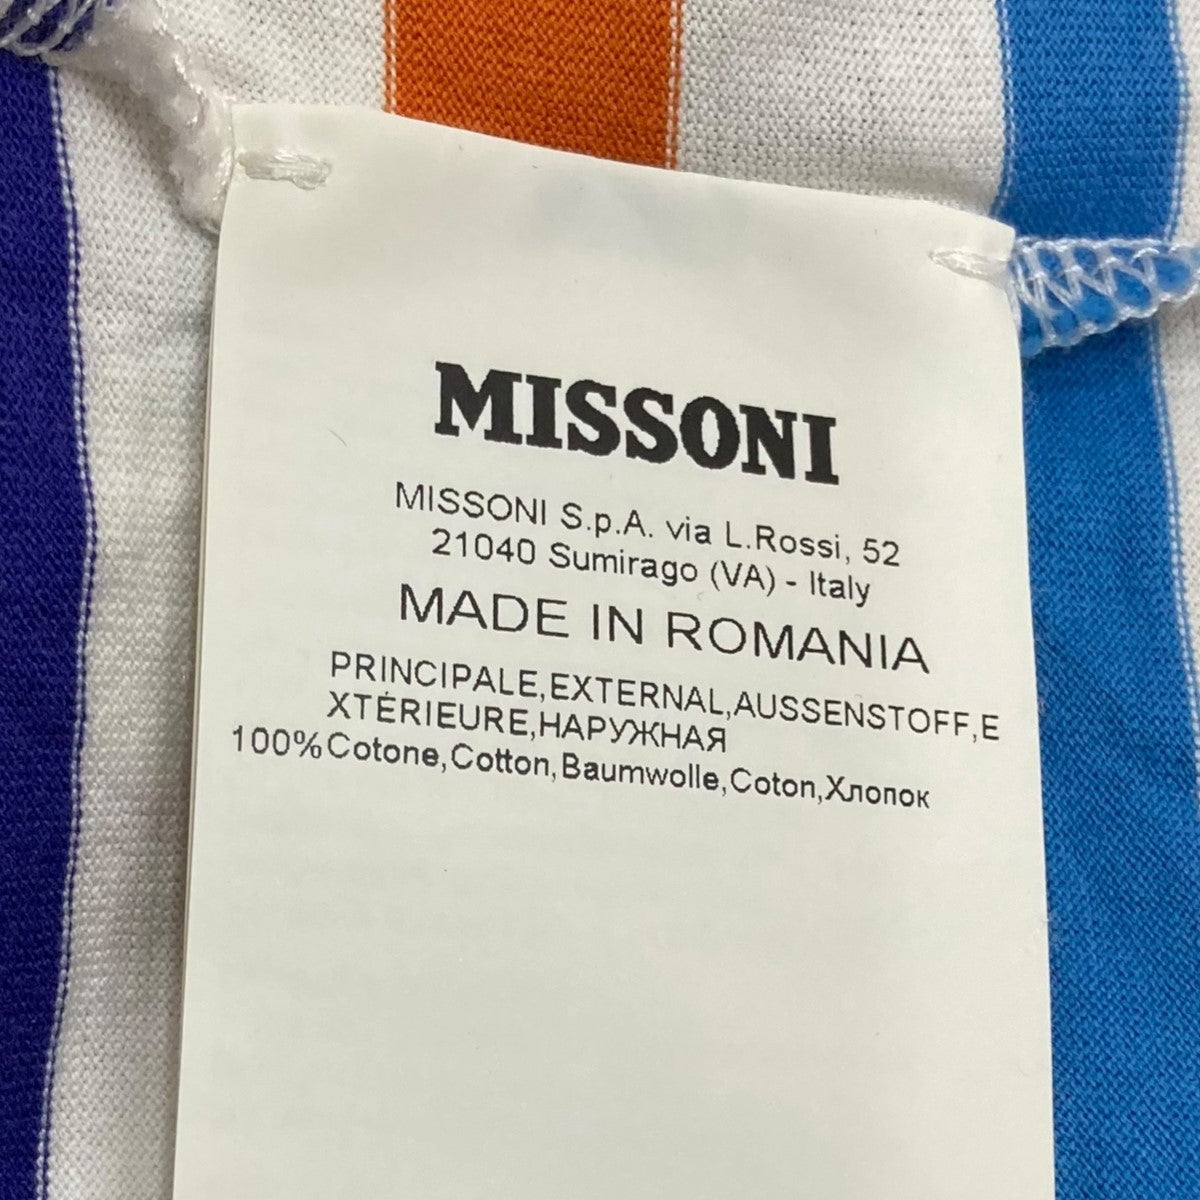 MISSONI
MISSONI S.p.A. via L.Rossi, 52
21040 Sumirago (VA) - Italy
MADE IN ROMANIA
PRINCIPALE,EXTERNAL,AUSSENSTOFF,E
XTÉRIEURE,НАРУЖНАЯ
100%Cotone,Cotton,Baumwolle,Coton,Хлопок